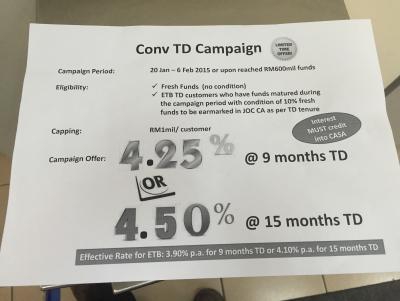 Conv TD Campaign
LIMITED TIME OFFER!
Campaign Period: 20 Jan – 6 Feb 2015 or upon reached RM600mil funds
Eligibility: ✓ Fresh Funds (no condition)
✓ ETB TD customers who have funds matured during
the campaign period with condition of 10% fresh
funds to be earmarked in JOC CA as per TD tenure
Capping: RM1mil/ customer
Interest
MUST credit
into CASA
Campaign Offer: 4.25% @ 9 months TD
OR
4.50% @ 15 months TD
Effective Rate for ETB: 3.90% p.a. for 9 months TD or 4.10% p.a. for 15 months TD